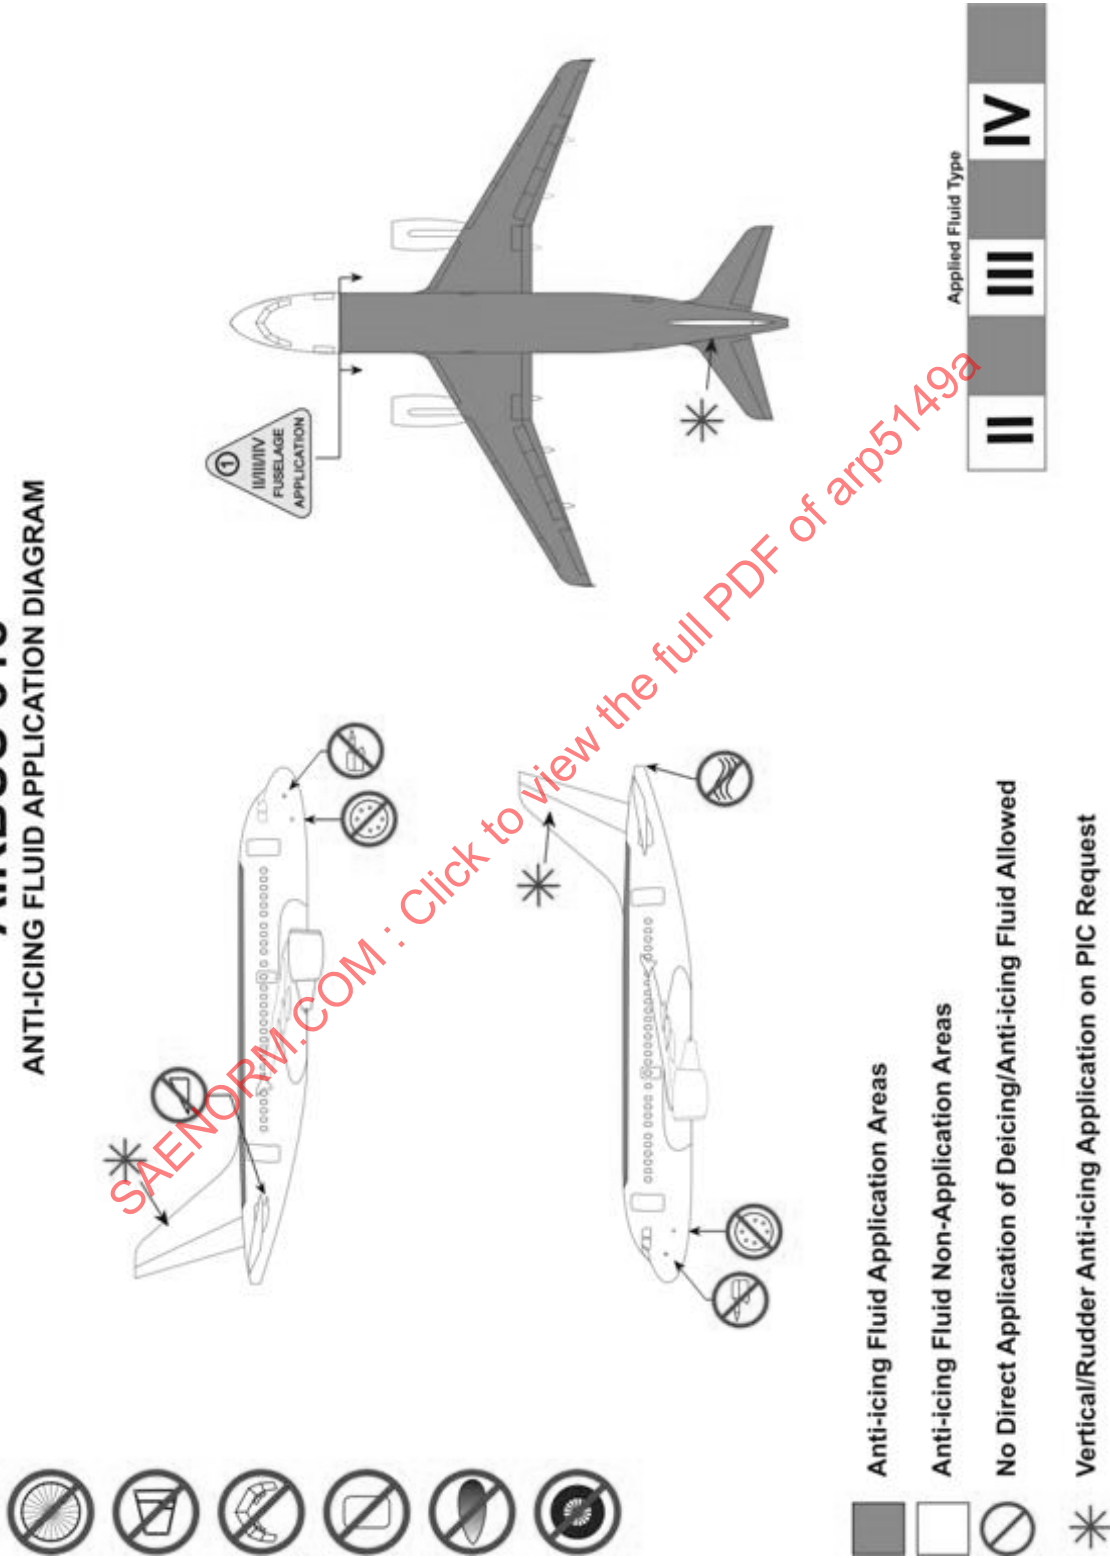 ANTI-ICING FLUID APPLICATION DIAGRAM
1
II/III/IV
FUSELAGE
APPLICATION
Applied Fluid Type
II III IV
Anti-icing Fluid Application Areas
Anti-icing Fluid Non-Application Areas
No Direct Application of Deicing/Anti-icing Fluid Allowed
Vertical/Rudder Anti-icing Application on PIC Request
SAENORM.COM : Click to view the full PDF of arp5149a